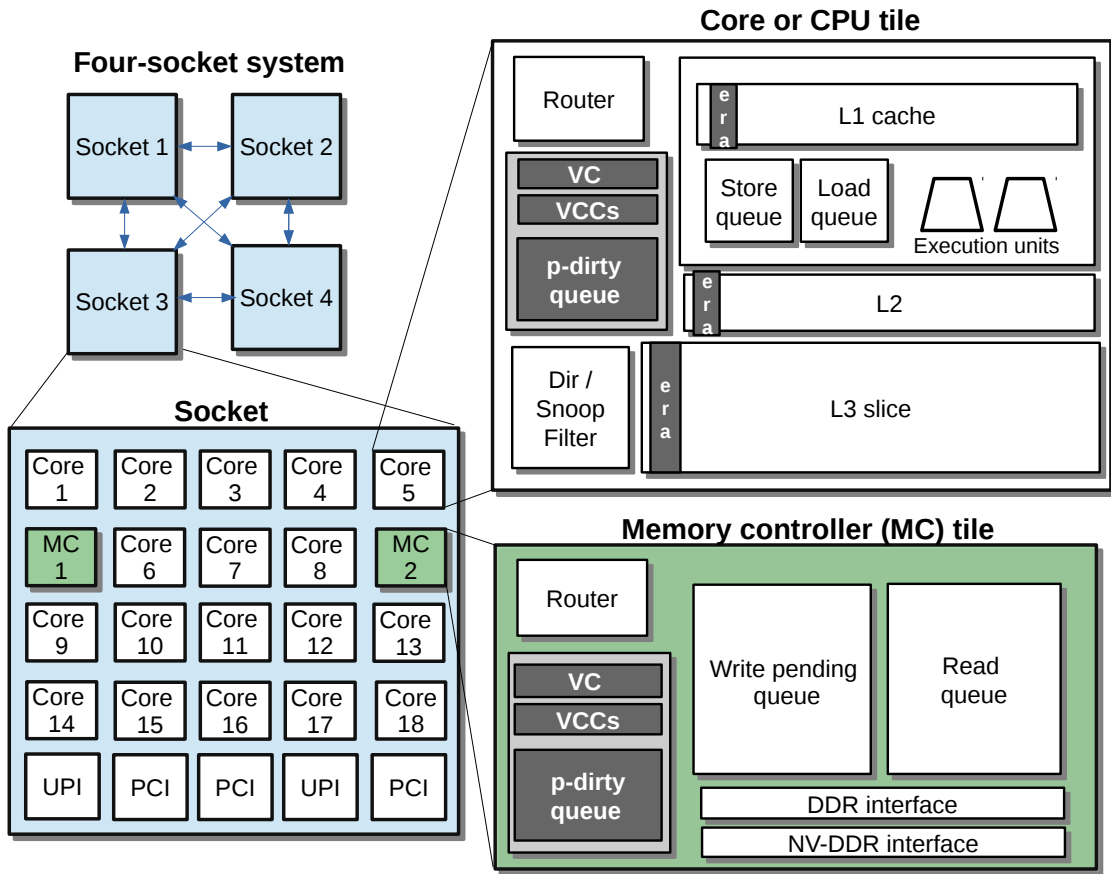 Four-socket system
Socket 1
Socket 2
Socket 3
Socket 4
Socket
Core
1
Core
2
Core
3
Core
4
Core
5
MC
1
Core
6
Core
7
Core
8
MC
2
Core
9
Core
10
Core
11
Core
12
Core
13
Core
14
Core
15
Core
16
Core
17
Core
18
UPI
PCI
PCI
UPI
PCI
Core or CPU tile
Router
VC
VCCs
p-dirty
queue
Dir /
Snoop
Filter
e
r
a
L1 cache
Store
queue
Load
queue
Execution units
e
r
a
L2
e
r
a
L3 slice
Memory controller (MC) tile
Router
VC
VCCs
p-dirty
queue
Write pending
queue
Read
queue
DDR interface
NV-DDR interface